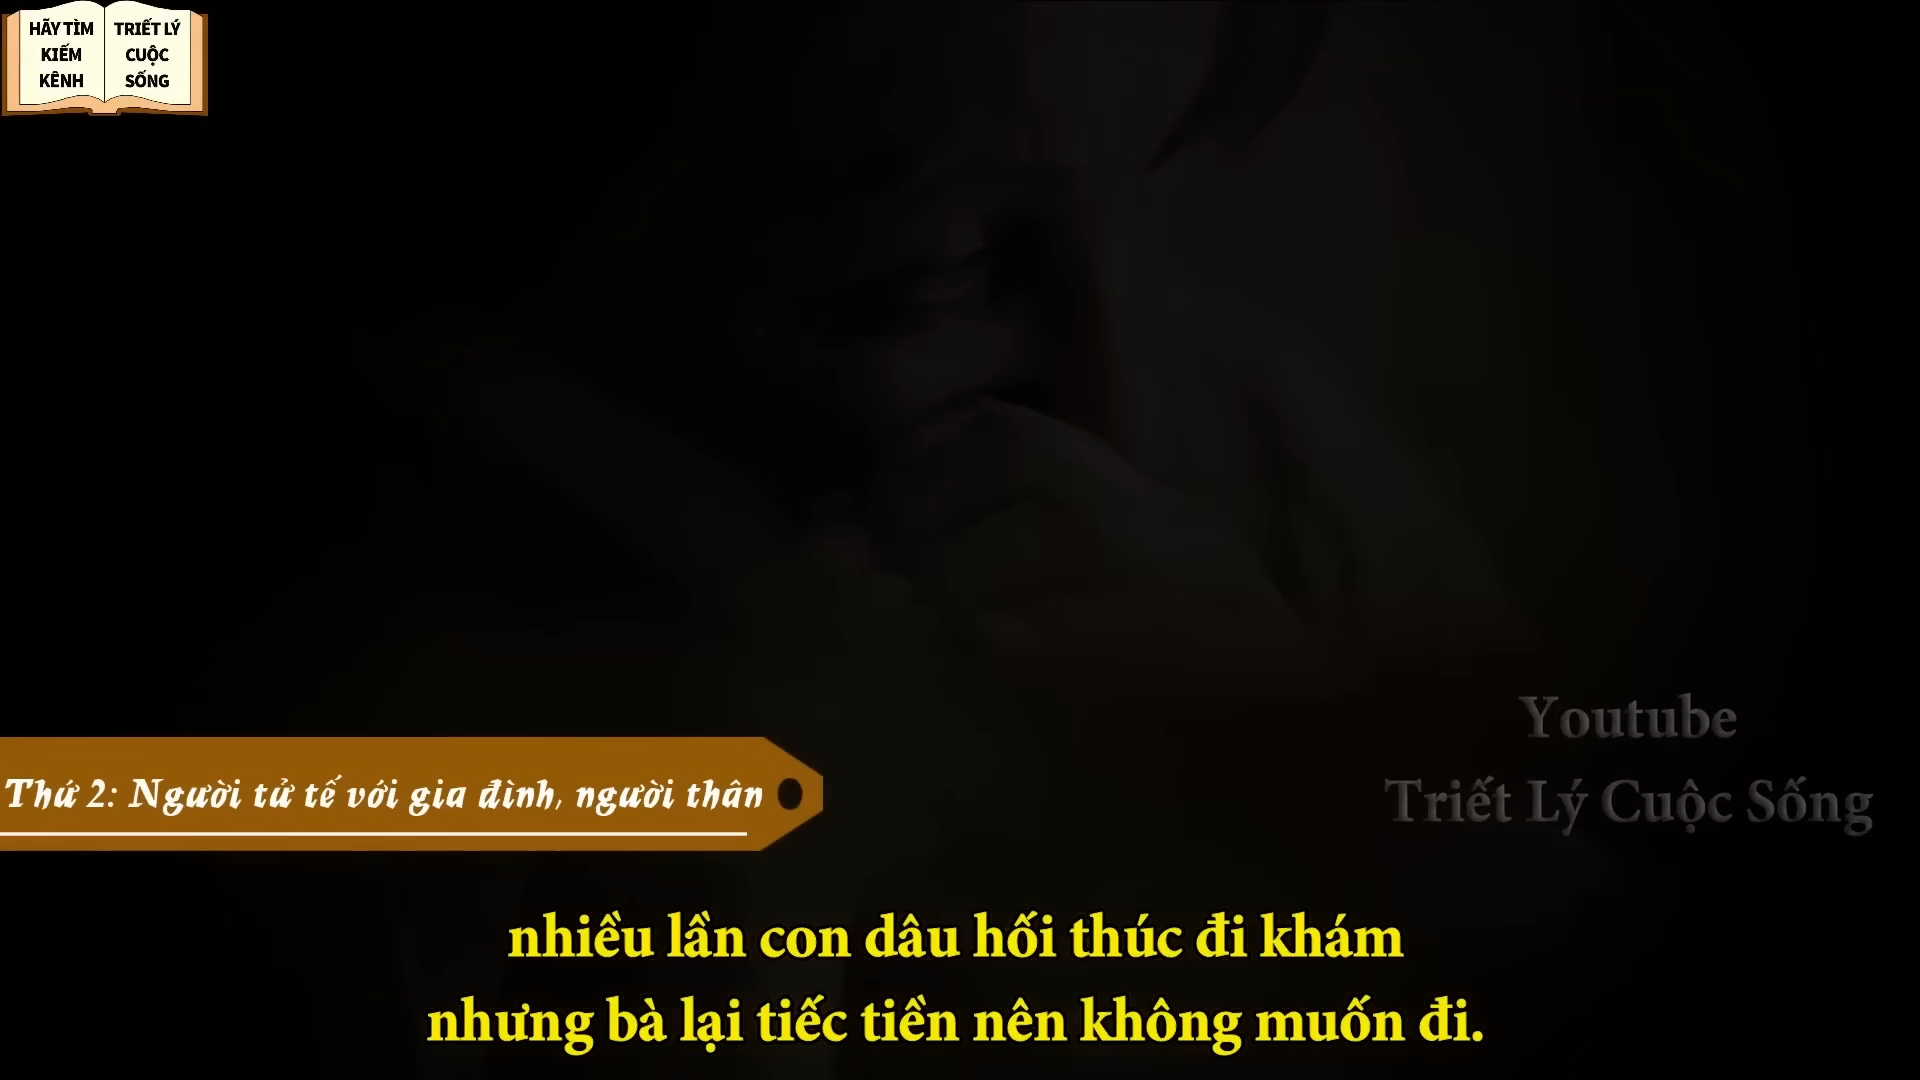 HÃY TÌM
KIẾM
KÊNH
TRIẾT LÝ
CUỘC
SỐNG
Youtube
Triết Lý Cuộc Sống
Thứ 2: Người tử tế với gia đình, người thân
nhiều lần con dâu hối thúc đi khám
nhưng bà lại tiếc tiền nên không muốn đi.